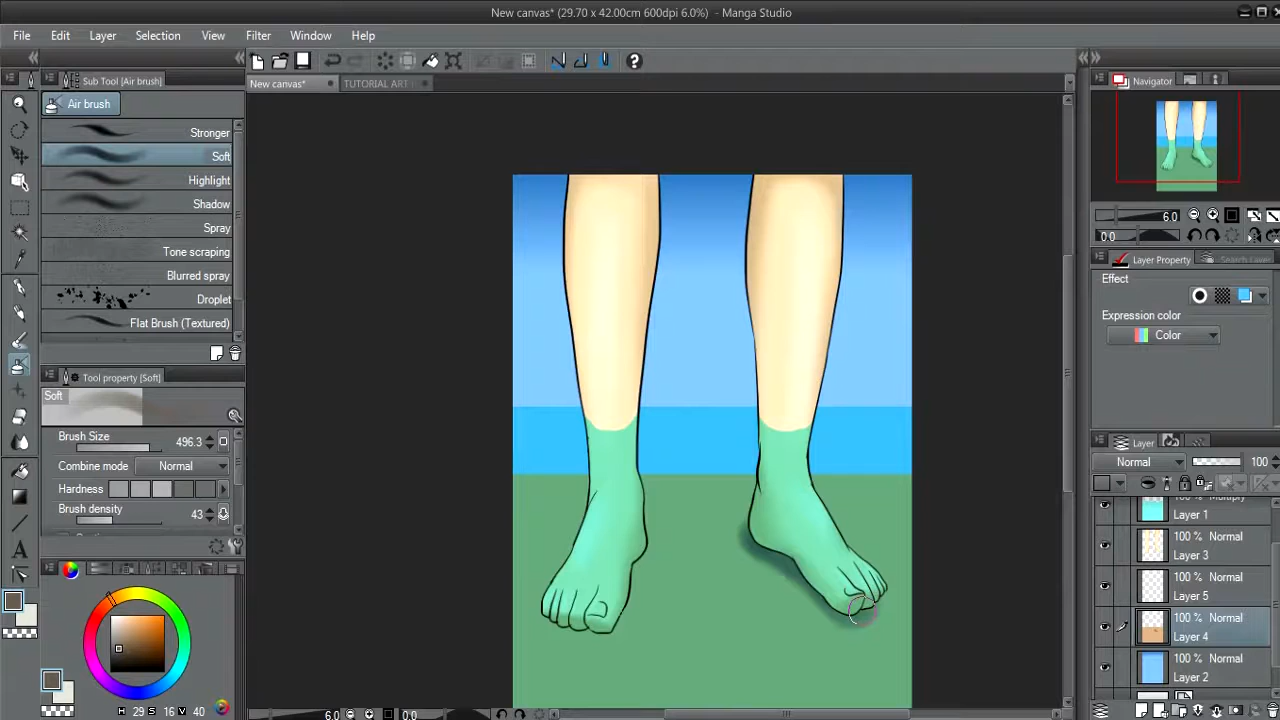 New canvas* (29.70 x 42.00cm 600dpi 6.0%) - Manga Studio
File Edit Layer Selection View Filter Window Help
Sub Tool [Air brush]
New canvas* TUTORIAL ART
Navigator
Air brush
Stronger
Soft
Highlight
Shadow
Spray
Tone scraping
Blurred spray
Droplet
Flat Brush (Textured)
Tool property [Soft]
Soft
Brush Size 496.3
Combine mode Normal
Hardness
Brush density 43
H 29 S 16 V 40
6.0 0.0
6.0
0.0
Layer Property Search Layer
Effect
Expression color
Color
Layer
Normal 100
100 % Multiply
Layer 1
100 % Normal
Layer 3
100 % Normal
Layer 5
100 % Normal
Layer 4
100 % Normal
Layer 2